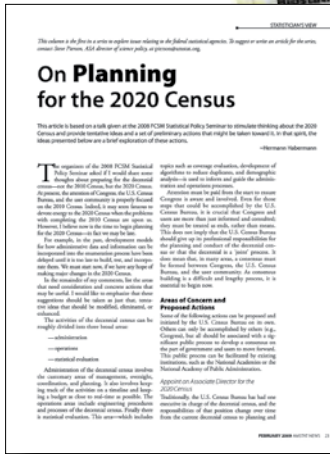 STATISTICIAN'S VIEW
This column is the first in a series to explore issues relating to the federal statistical agencies. To suggest or write an article for the series,
contact Steve Pierson, ASA director of science policy, at pierson@amstat.org.
On Planning
for the 2020 Census
This article is based on a talk given at the 2008 FCSM Statistical Policy Seminar to stimulate thinking about the 2020
Census and provide tentative ideas and a set of preliminary actions that might be taken toward it. In that spirit, the
ideas presented below are a brief exploration of these actions.
–Hermann Habermann
The organizers of the 2008 FCSM Statistical
Policy Seminar asked if I would share some
thoughts about preparing for the decennial
census—not the 2010 Census, but the 2020 Census.
At present, the attention of Congress, the U.S. Census
Bureau, and the user community is properly focused
on the 2010 Census. Indeed, it may seem hubris to
devote energy to the 2020 Census when the problems
with completing the 2010 Census are upon us.
However, I believe now is the time to begin planning
for the 2020 Census—in fact we may be late.
For example, in the past, development models
for how administrative data and information can be
incorporated into the enumeration process have been
delayed until it is too late to build, test, and incorpo-
rate them. We must start now, if we have any hope of
making major changes in the 2020 Census.
In the remainder of my comments, for the areas
that need consideration and concrete actions that
may be useful. I would like to emphasize that these
suggestions should be taken as just that, tenta-
tive ideas that should be modified, eliminated, or
enhanced.
The activities of the decennial census can be
roughly divided into three broad areas:
—administration
—operations
—statistical evaluation
Administration of the decennial census involves
the customary areas of management, oversight,
coordination, and planning. It also involves keep-
ing track of the activities on a timeline and keep-
ing a budget as close to real-time as possible. The
operations areas include engineering procedures
and processes of the decennial census. Finally there
is statistical evaluation. This area—which includes
topics such as coverage evaluation, development of
algorithms to reduce duplicates, and demographic
analysis—is used to inform and guide the adminis-
tration and operations processes.
Attention must be paid from the start to ensure
Congress is aware and involved. Even for those
steps that could be accomplished by the U.S.
Census Bureau, it is crucial that Congress and
users are more than just informed and consulted;
they must be treated as ends, rather than means.
This does not imply that the U.S. Census Bureau
should give up its professional responsibilities for
the planning and conduct of the decennial cen-
sus or that the decennial is a "joint" process. It
does mean that, in many areas, a consensus must
be reached between Congress, the U.S. Census
Bureau, and the user community. As consensus
building is a difficult and lengthy process, it is
essential to begin now.
Areas of Concern and
Proposed Actions
Some of the following actions can be proposed and
initiated by the U.S. Census Bureau on its own.
Others can only be accomplished by others (e.g.,
Congress), but all should be associated with a sig-
nificant public process to develop a consensus on
the part of government and users to move forward.
This public process can be facilitated by existing
institutions, such as the National Academies or the
National Academy of Public Administration.
Appoint an Associate Director for the
2020 Census
Traditionally, the U.S. Census Bureau has had one
executive in charge of the decennial census, and the
responsibilities of that position change over time
from the current decennial census to planning and
FEBRUARY 2009 AMSTAT NEWS